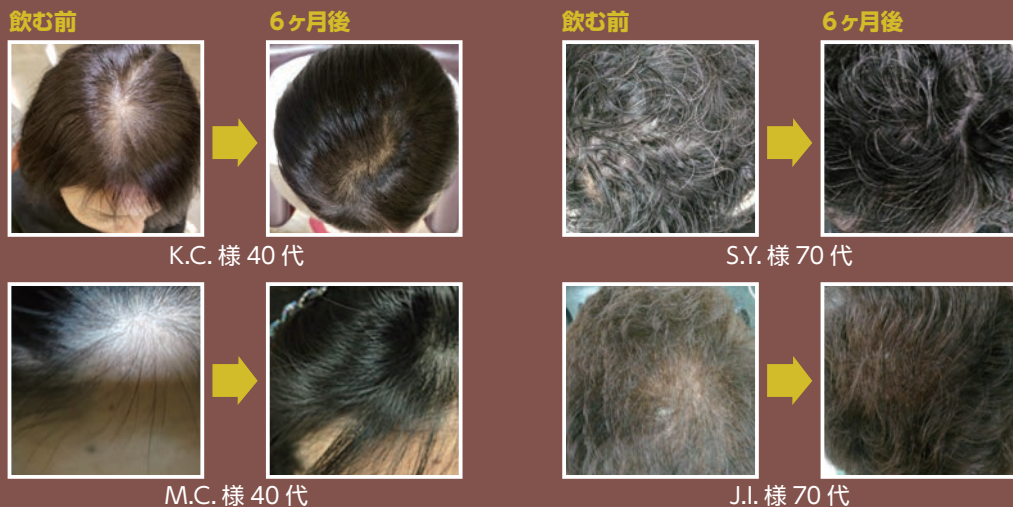 飲む前 6ヶ月後
K.C. 様 40 代
飲む前 6ヶ月後
S.Y. 様 70 代
M.C. 様 40 代
J.I. 様 70 代